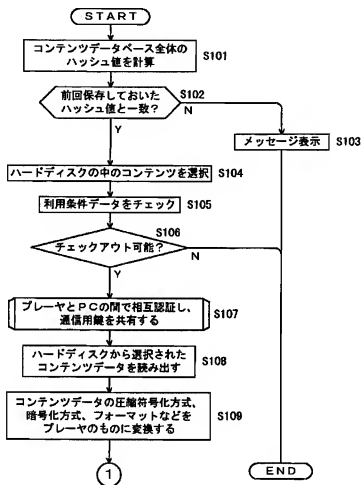 START
コンテンツデータベース全体の
ハッシュ値を計算
S101
前回保存しておいた
ハッシュ値と一致?
S102
N
Y
メッセージ表示
S103
ハードディスクの中のコンテンツを選択
S104
利用条件データをチェック
S105
チェックアウト可能?
S106
N
Y
プレーヤとPCの間で相互認証し、
通信用鍵を共有する
S107
ハードディスクから選択された
コンテンツデータを読み出す
S108
コンテンツデータの圧縮符号化方式、
暗号化方式、フォーマットなどを
プレーヤのものに変換する
S109
1
END